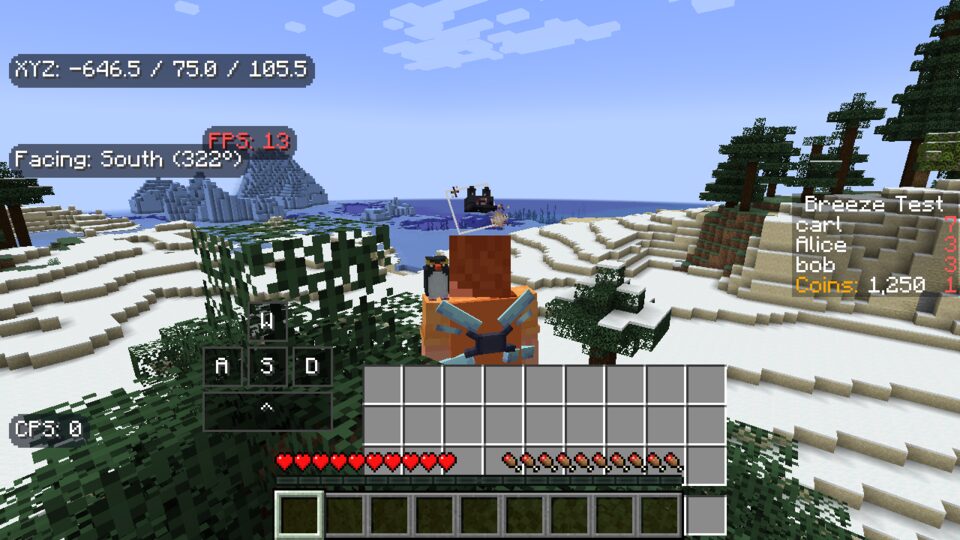 XYZ: -646.5 / 75.0 / 105.5
FPS: 13
Facing: South (322°)
Breeze Test
carl 7
Alice 3
bob 3
Coins: 1,250 1
W
A S D
^
CPS: 0